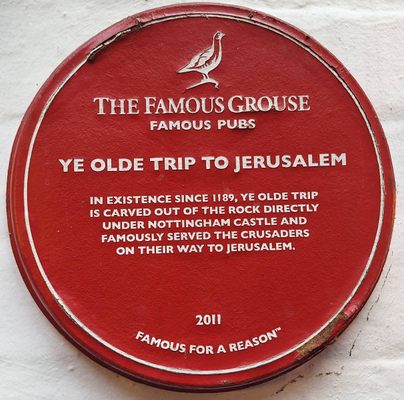 THE FAMOUS GROUSE
FAMOUS PUBS
YE OLDE TRIP TO JERUSALEM
IN EXISTENCE SINCE 1189, YE OLDE TRIP
IS CARVED OUT OF THE ROCK DIRECTLY
UNDER NOTTINGHAM CASTLE AND
FAMOUSLY SERVED THE CRUSADERS
ON THEIR WAY TO JERUSALEM.
2011
FAMOUS FOR A REASON™